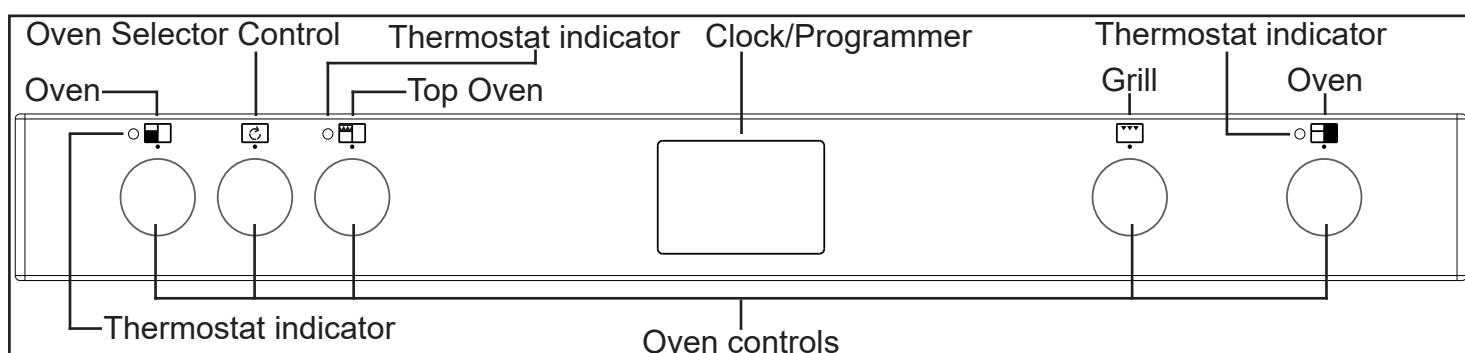 Oven Selector Control
Thermostat indicator
Clock/Programmer
Thermostat indicator
Oven
Top Oven
Grill
Oven
Thermostat indicator
Oven controls